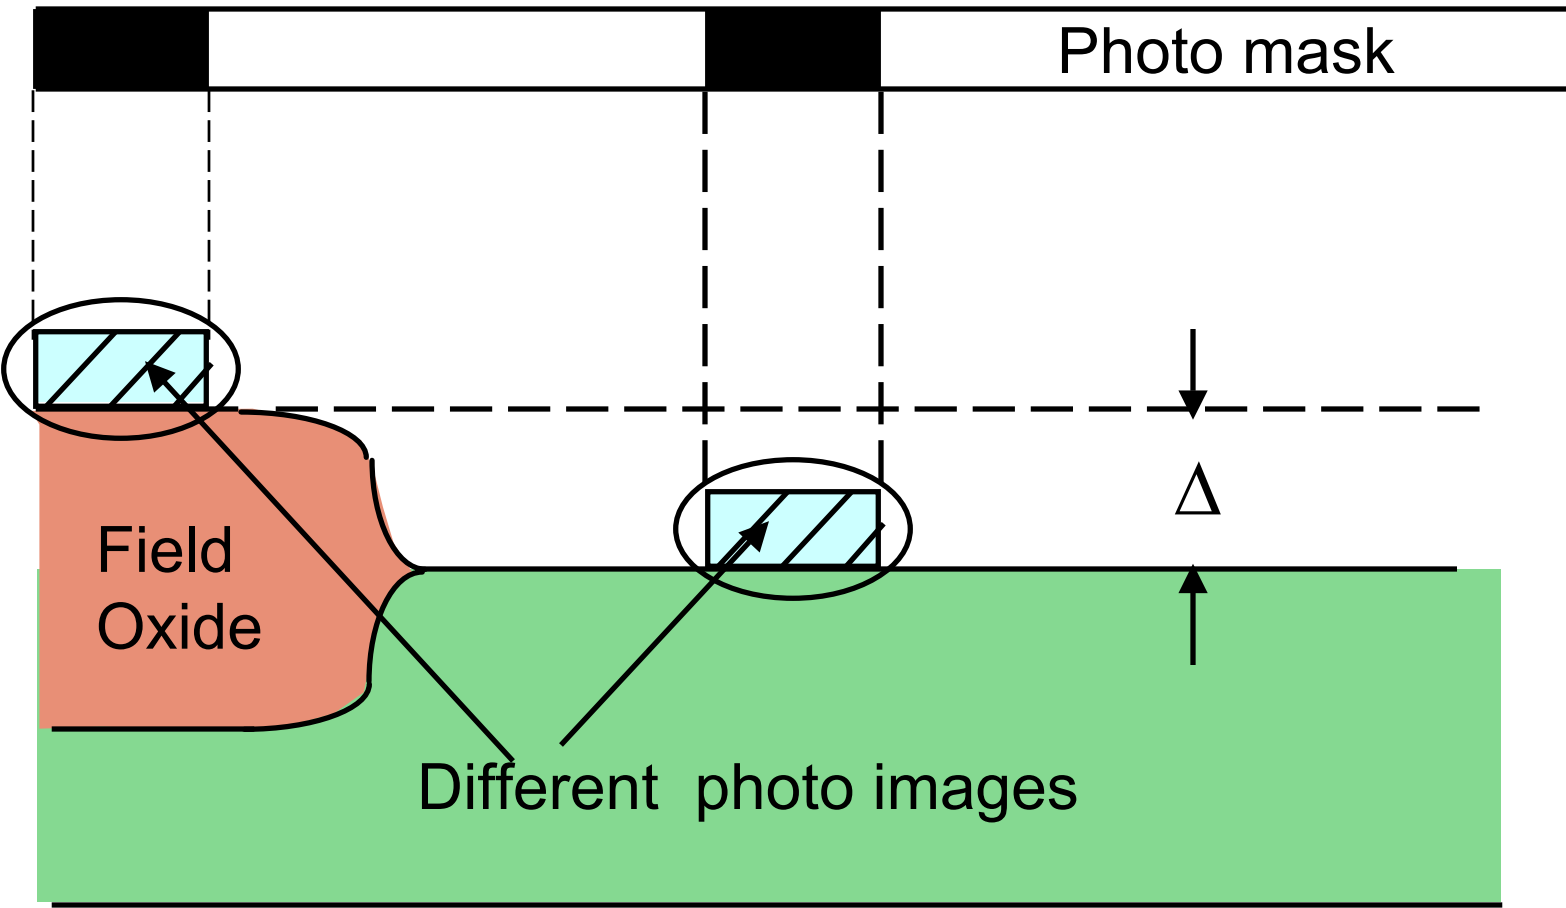 Photo mask
Δ
Field
Oxide
Different photo images